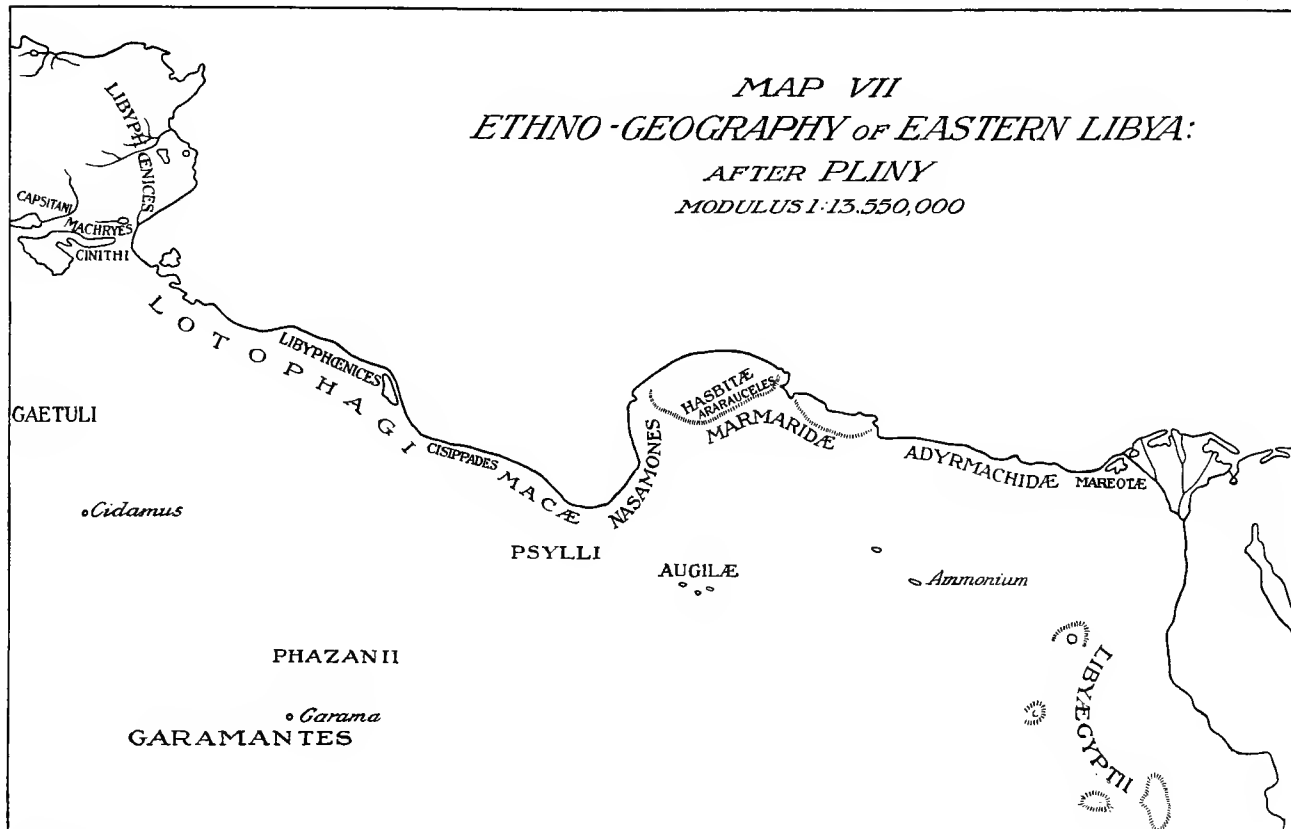 MAP VII
ETHNO-GEOGRAPHY OF EASTERN LIBYA:
AFTER PLINY
MODULUS 1:13.550,000
LIBYPHŒNICES
CAPSITANI
MACHRYES
CINITHI
LOTOPHAGI
LIBYPHŒNICES
GAETULI
CISIPPADES
MACÆ
NASAMONES
HASBITÆ
ARARAUCELES
MARMARIDÆ
ADYRMACHIDÆ
MAREOTÆ
Cidamus
PSYLLI
AUGILÆ
Ammonium
PHAZANII
Garama
GARAMANTES
LIBYÆGYPTII